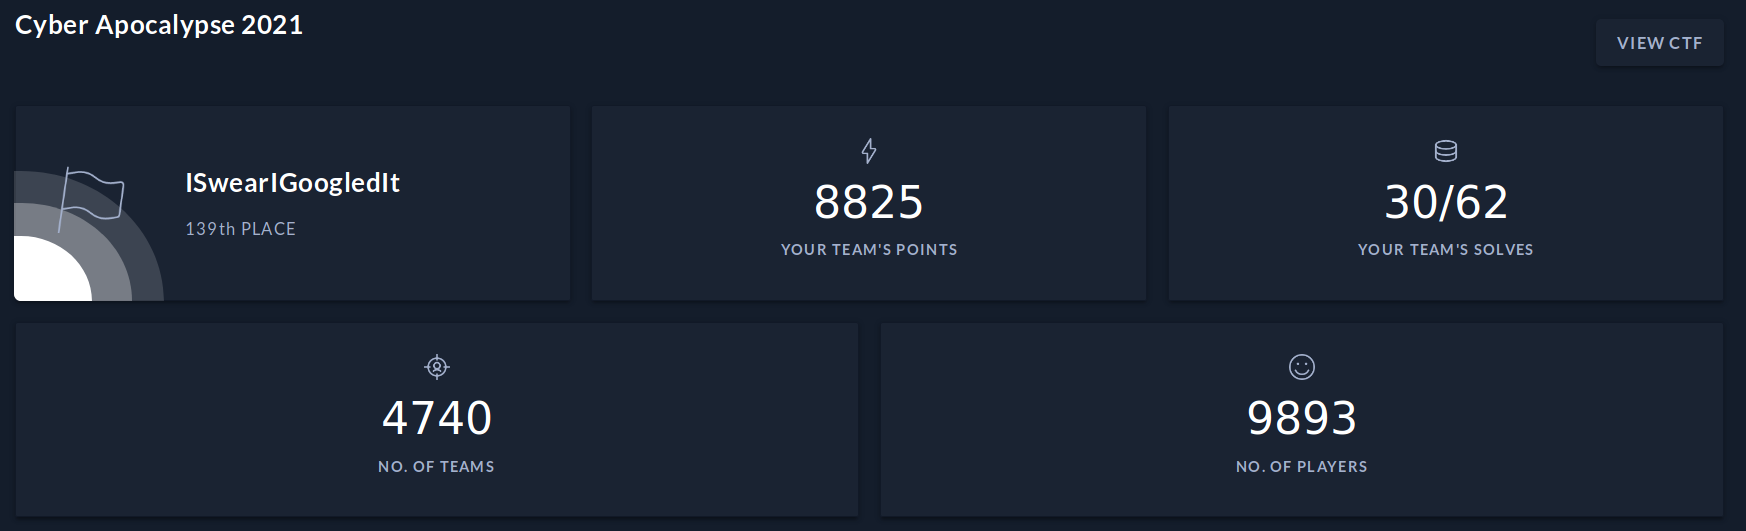 Cyber Apocalypse 2021
VIEW CTF
ISwearIGoogledIt
139th PLACE
8825
YOUR TEAM'S POINTS
30/62
YOUR TEAM'S SOLVES
4740
NO. OF TEAMS
9893
NO. OF PLAYERS